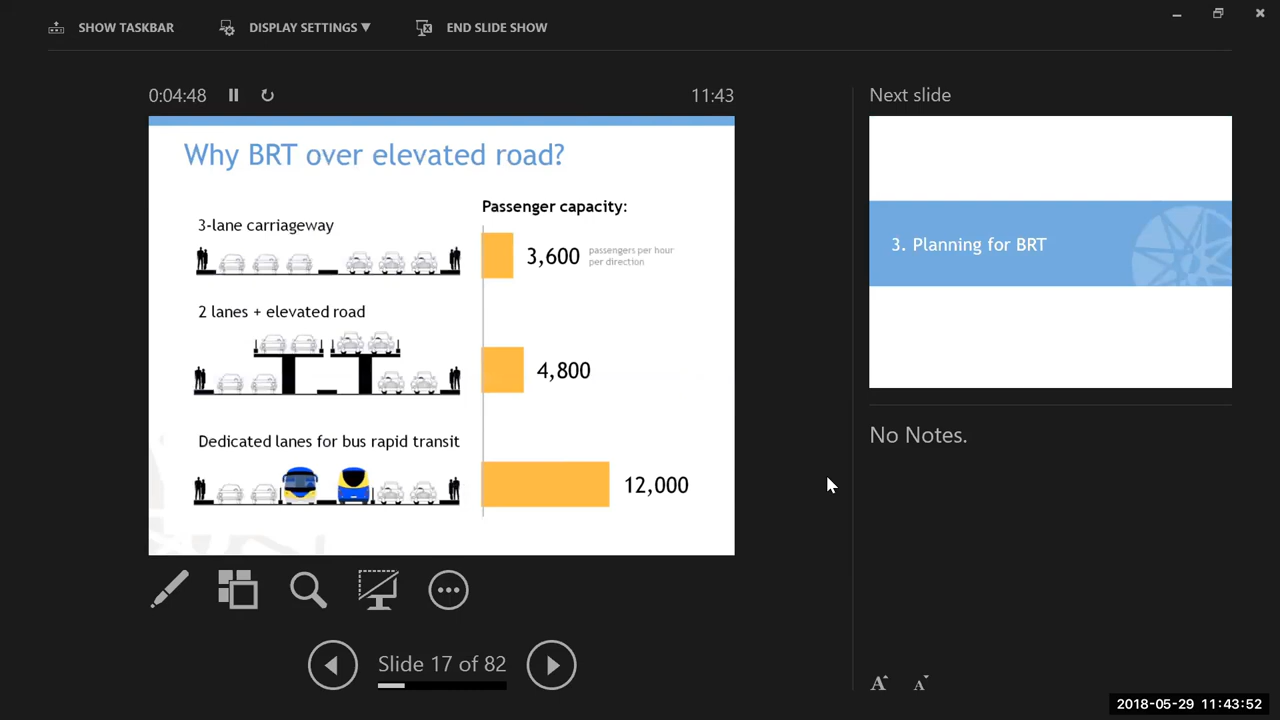 SHOW TASKBAR DISPLAY SETTINGS ▼ END SLIDE SHOW
0:04:48 11:43
Why BRT over elevated road?
Passenger capacity:
3-lane carriageway
3,600 passengers per hour
per direction
2 lanes + elevated road
4,800
Dedicated lanes for bus rapid transit
12,000
Slide 17 of 82
Next slide
3. Planning for BRT
No Notes.
A A
2018-05-29 11:43:52